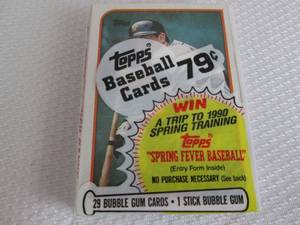 TOPPS
topps
Baseball
Cards 79¢
WIN
A TRIP TO 1990
SPRING TRAINING
topps
"SPRING FEVER BASEBALL"
(Entry Form Inside)
NO PURCHASE NECESSARY (See back)
29 BUBBLE GUM CARDS • 1 STICK BUBBLE GUM